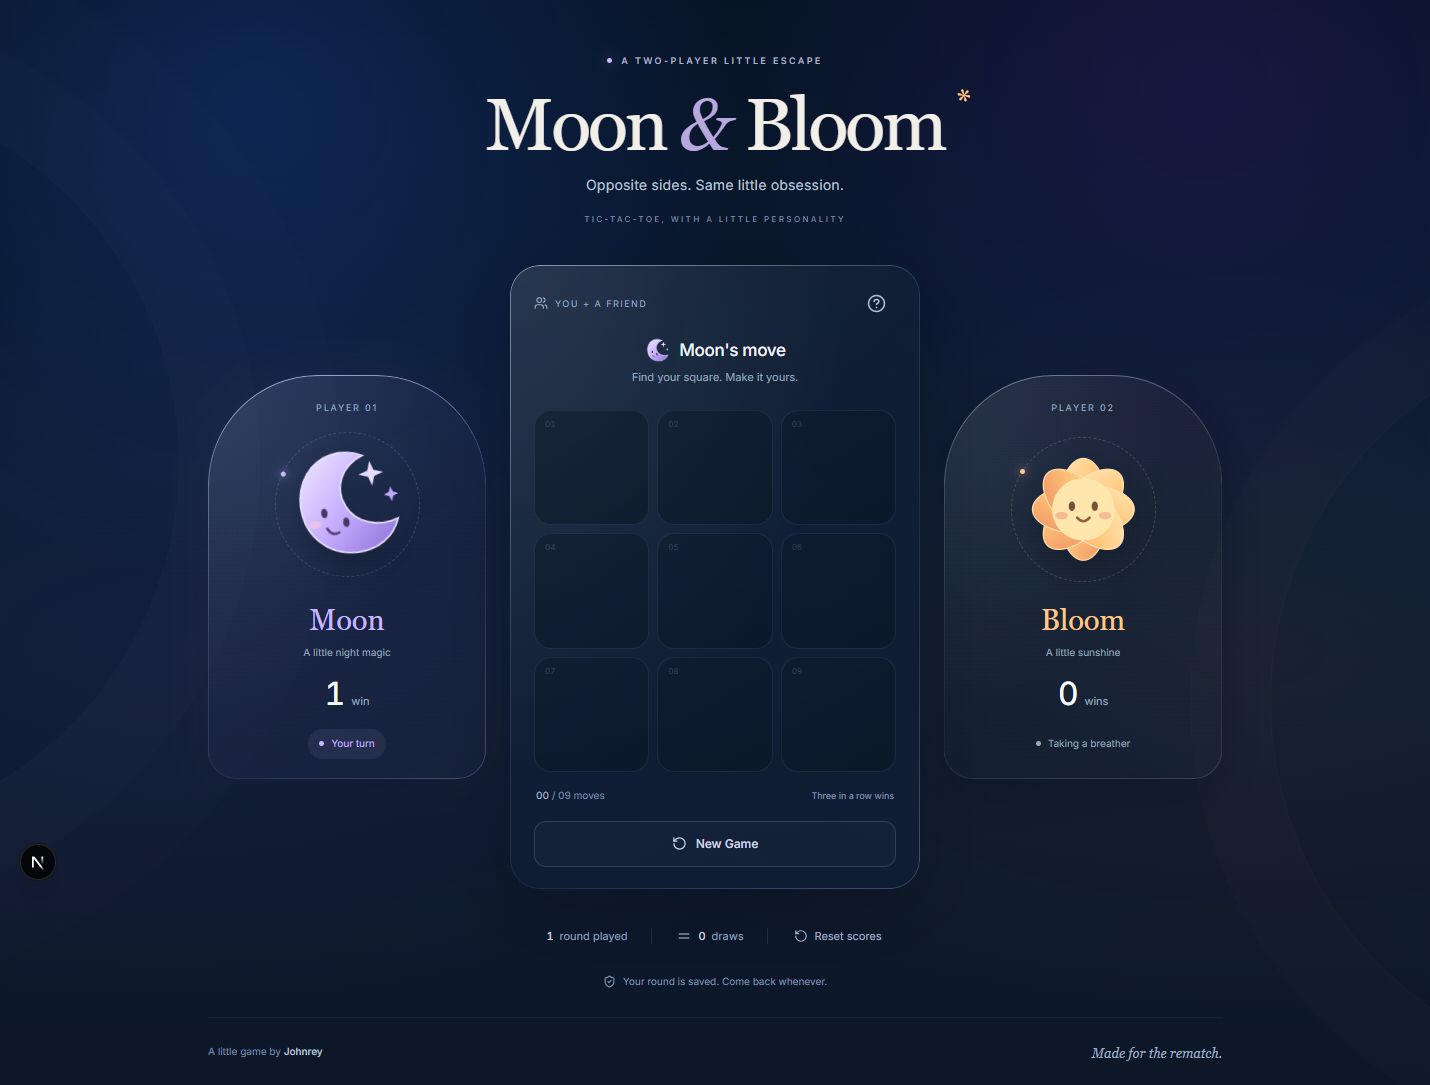 A TWO-PLAYER LITTLE ESCAPE
Moon & Bloom*
Opposite sides. Same little obsession.
TIC-TAC-TOE, WITH A LITTLE PERSONALITY
YOU + A FRIEND
Moon's move
Find your square. Make it yours.
PLAYER 01
Moon
A little night magic
1 win
Your turn
01
02
03
04
05
06
07
08
09
00 / 09 moves
Three in a row wins
New Game
PLAYER 02
Bloom
A little sunshine
0 wins
Taking a breather
N
1 round played
0 draws
Reset scores
Your round is saved. Come back whenever.
A little game by Johnrey
Made for the rematch.